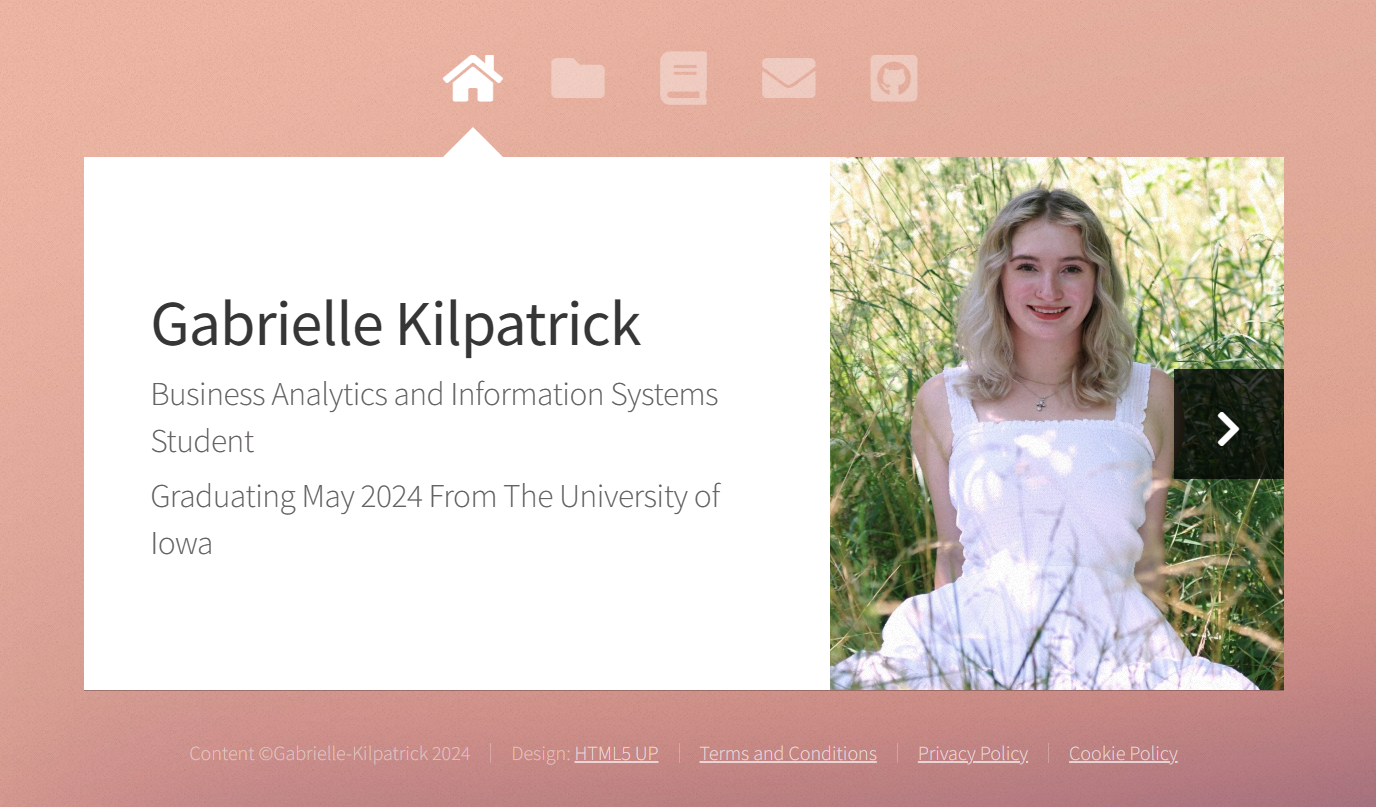 Gabrielle Kilpatrick
Business Analytics and Information Systems
Student
Graduating May 2024 From The University of
Iowa
Content ©Gabrielle-Kilpatrick 2024 Design: HTML5 UP Terms and Conditions Privacy Policy Cookie Policy